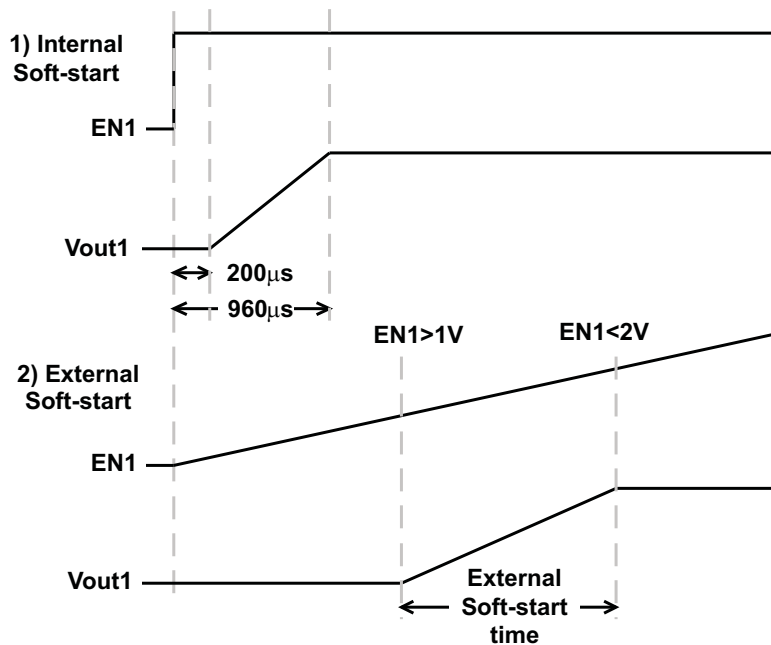 1) Internal
Soft-start
EN1
Vout1
200μs
960μs
EN1>1V
EN1<2V
2) External
Soft-start
EN1
Vout1
External
Soft-start
time